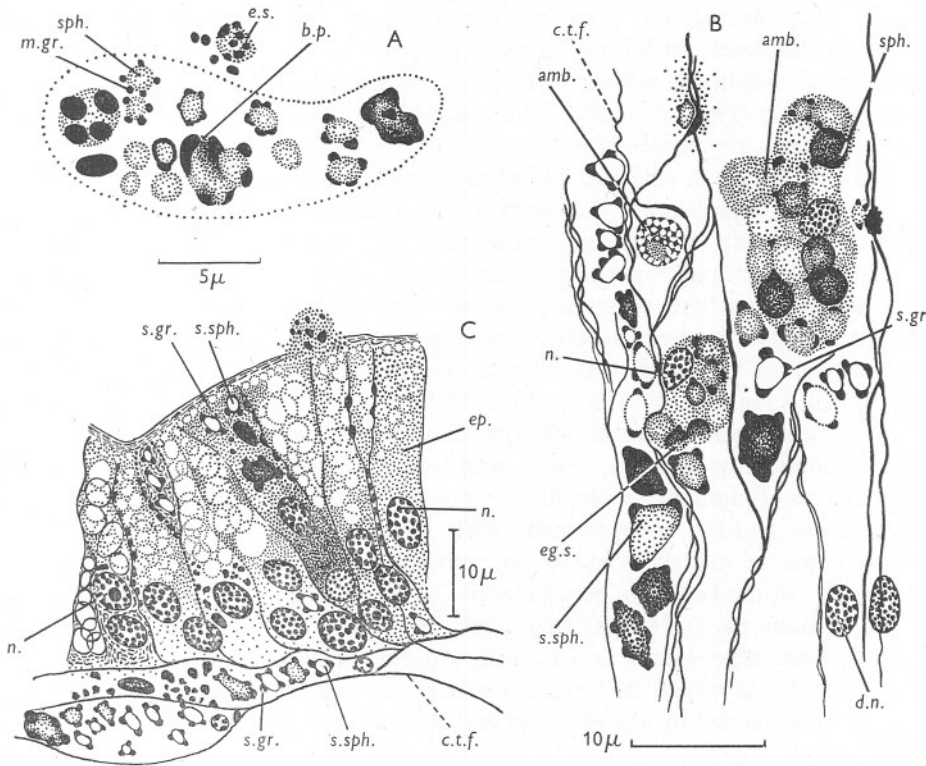 A
e.s.
sph.
b.p.
m.gr.
5μ
B
c.t.f.
amb.
sph.
amb.
s.gr.
n.
eg.s.
s.sph.
d.n.
10μ
C
s.gr.
s.sph.
ep.
n.
10μ
n.
s.gr.
s.sph.
c.t.f.